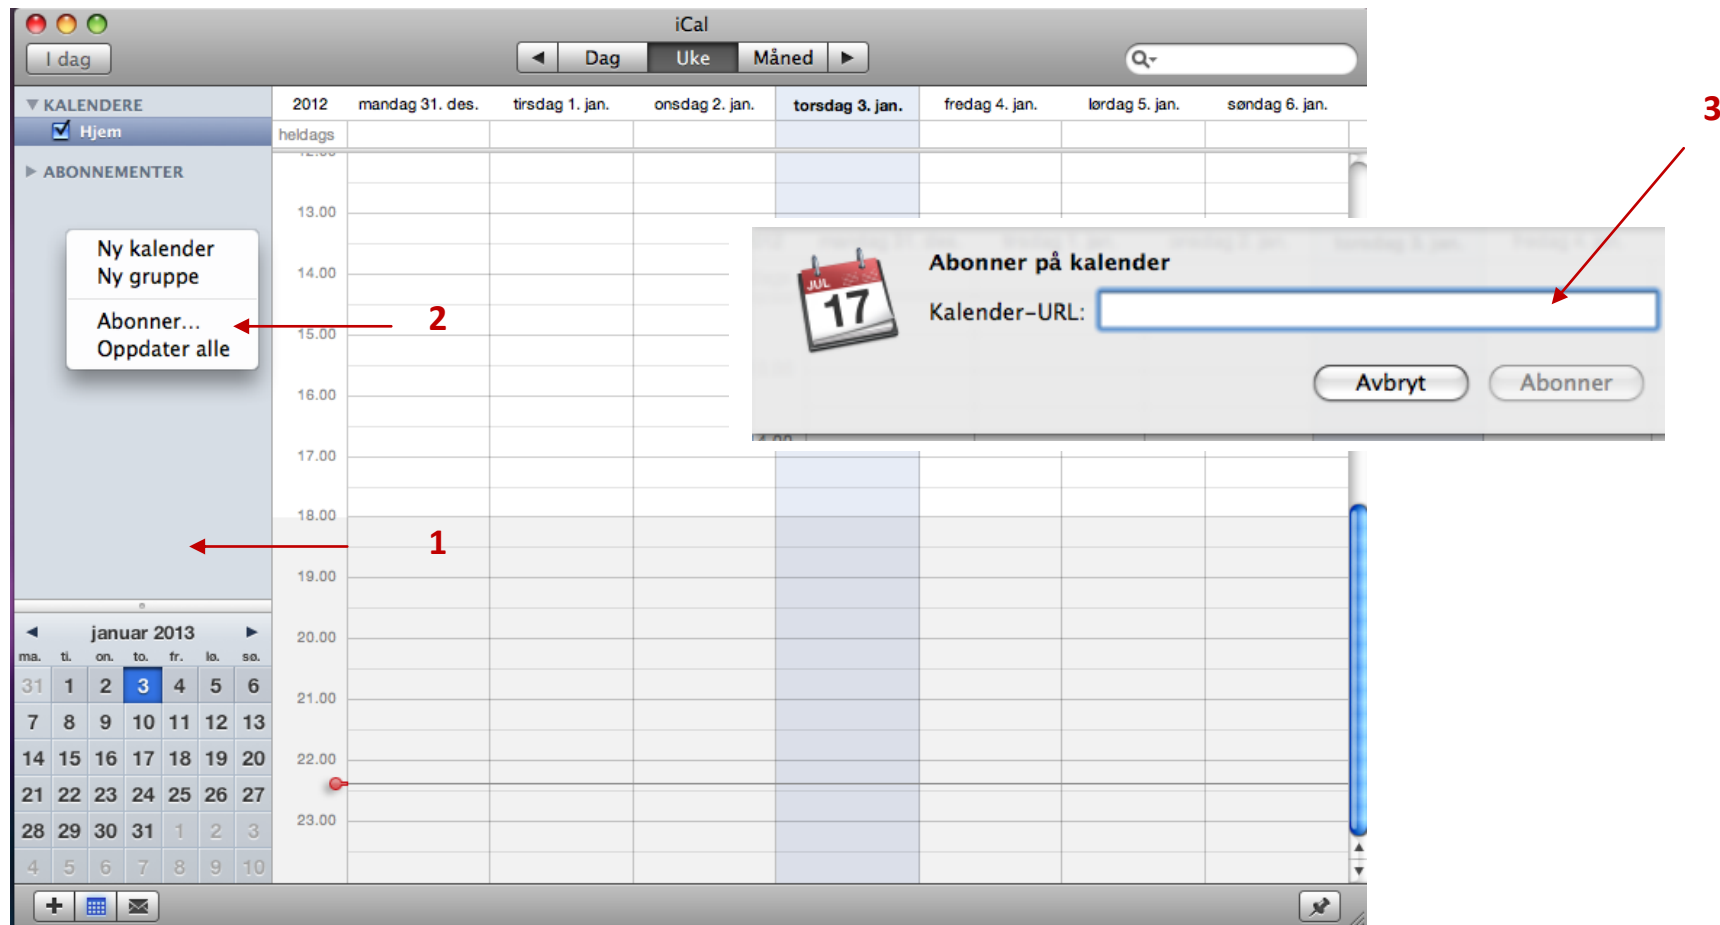 iCal
I dag
Dag Uke Måned
KALENDERE
Hjem
ABONNEMENTER
2012 mandag 31. des. tirsdag 1. jan. onsdag 2. jan. torsdag 3. jan. fredag 4. jan. lørdag 5. jan. søndag 6. jan.
heldags
12.00
13.00
14.00
15.00
16.00
17.00
18.00
19.00
20.00
21.00
22.00
23.00
Ny kalender
Ny gruppe
Abonner...
Oppdater alle
2
1
3
JUL
17
Abonner på kalender
Kalender-URL:
Avbryt Abonner
januar 2013
ma. ti. on. to. fr. lø. sø.
31 1 2 3 4 5 6
7 8 9 10 11 12 13
14 15 16 17 18 19 20
21 22 23 24 25 26 27
28 29 30 31 1 2 3
4 5 6 7 8 9 10